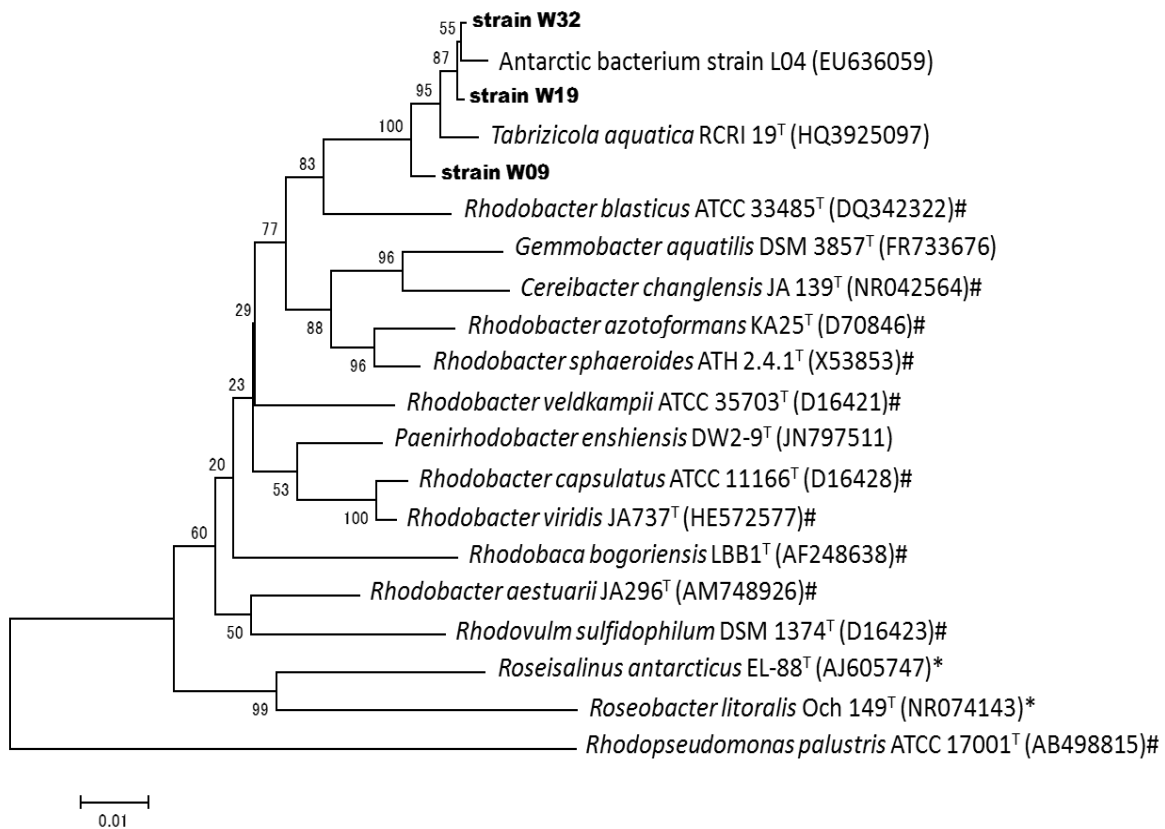 strain W32
55
Antarctic bacterium strain L04 (EU636059)
87
strain W19
95
Tabrizicola aquatica RCRI 19T (HQ3925097)
100
strain W09
83
Rhodobacter blasticus ATCC 33485T (DQ342322)#
77
Gemmobacter aquatilis DSM 3857T (FR733676)
96
Cereibacter changlensis JA 139T (NR042564)#
29
88
Rhodobacter azotoformans KA25T (D70846)#
96
Rhodobacter sphaeroides ATH 2.4.1T (X53853)#
23
Rhodobacter veldkampii ATCC 35703T (D16421)#
Paenirhodobacter enshiensis DW2-9T (JN797511)
20
53
Rhodobacter capsulatus ATCC 11166T (D16428)#
100
Rhodobacter viridis JA737T (HE572577)#
60
Rhodobaca bogoriensis LBB1T (AF248638)#
Rhodobacter aestuarii JA296T (AM748926)#
50
Rhodovulm sulfidophilum DSM 1374T (D16423)#
Roseisalinus antarcticus EL-88T (AJ605747)*
99
Roseobacter litoralis Och 149T (NR074143)*
Rhodopseudomonas palustris ATCC 17001T (AB498815)#
0.01